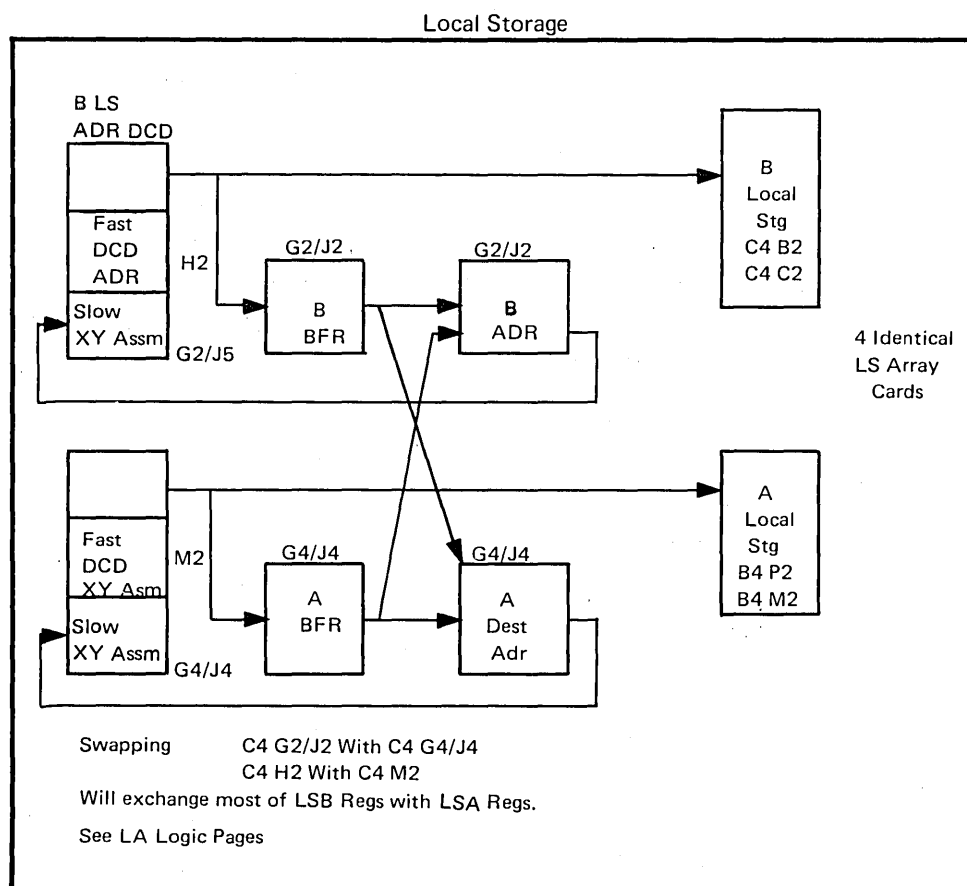 Local Storage
B LS
ADR DCD
Fast
DCD
ADR
Slow
XY Assm
H2
G2/J5
G2/J2
B
BFR
G2/J2
B
ADR
B
Local
Stg
C4 B2
C4 C2
4 Identical
LS Array
Cards
Fast
DCD
XY Asm
Slow
XY Assm
M2
G4/J4
G4/J4
A
BFR
G4/J4
A
Dest
Adr
A
Local
Stg
B4 P2
B4 M2
Swapping C4 G2/J2 With C4 G4/J4
C4 H2 With C4 M2
Will exchange most of LSB Regs with LSA Regs.
See LA Logic Pages